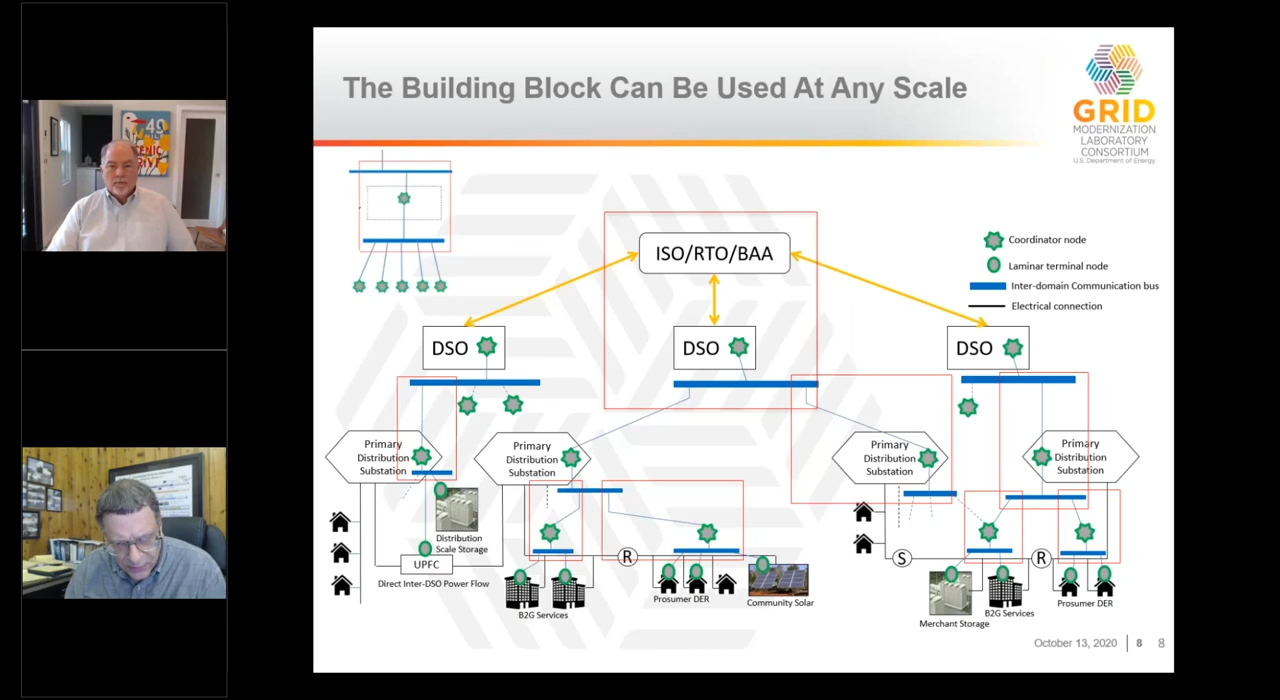 The Building Block Can Be Used At Any Scale
GRID
MODERNIZATION
LABORATORY
CONSORTIUM
U.S. Department of Energy
49
ISO/RTO/BAA
Coordinator node
Laminar terminal node
Inter-domain Communication bus
Electrical connection
DSO
DSO
DSO
Primary
Distribution
Substation
Primary
Distribution
Substation
Primary
Distribution
Substation
Primary
Distribution
Substation
Distribution
Scale Storage
UPFC
Direct Inter-DSO Power Flow
R
S
R
B2G Services
Prosumer DER
Community Solar
Merchant Storage
B2G Services
Prosumer DER
October 13, 2020
8
8